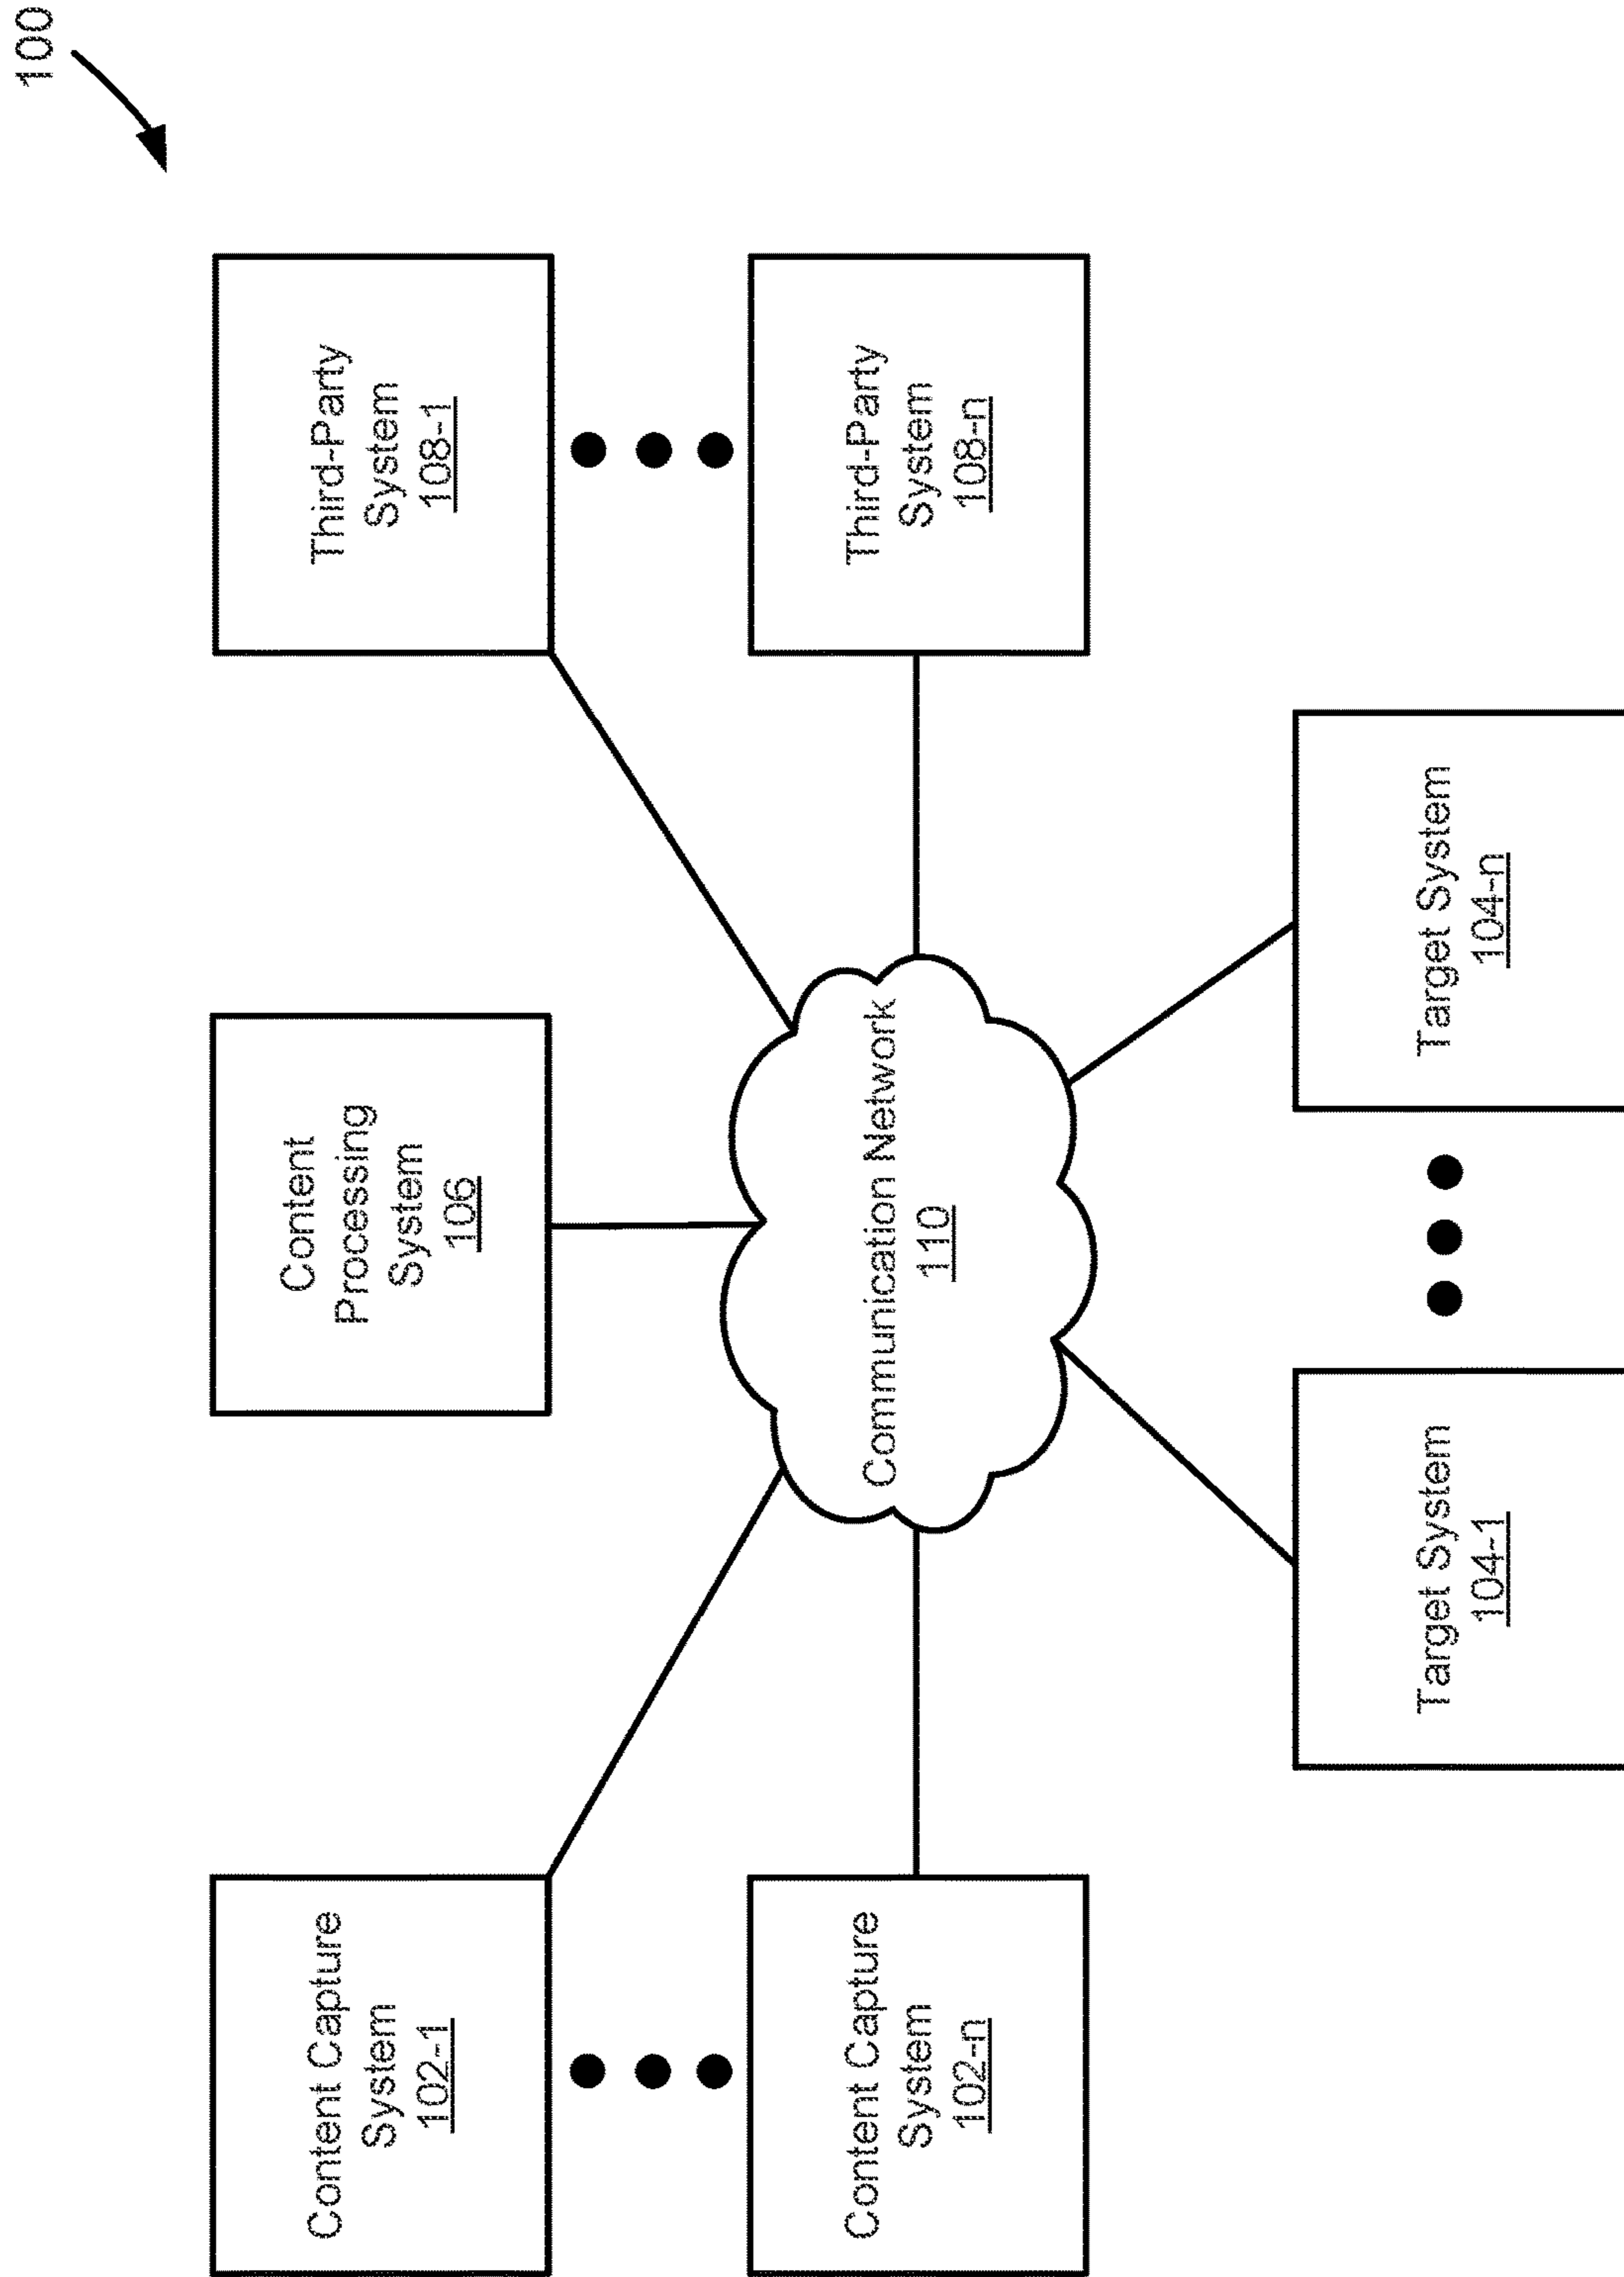 100
Content Capture
System
102-1
Content
Processing
System
106
Third-Party
System
108-1
Content Capture
System
102-n
Communication Network
110
Third-Party
System
108-n
Target System
104-1
Target System
104-n